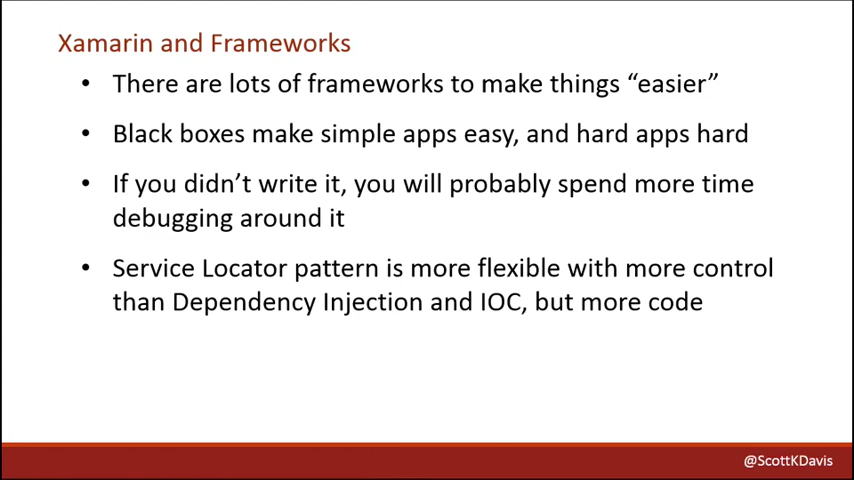 Xamarin and Frameworks
• There are lots of frameworks to make things “easier”
• Black boxes make simple apps easy, and hard apps hard
• If you didn’t write it, you will probably spend more time
debugging around it
• Service Locator pattern is more flexible with more control
than Dependency Injection and IOC, but more code
@ScottKDavis